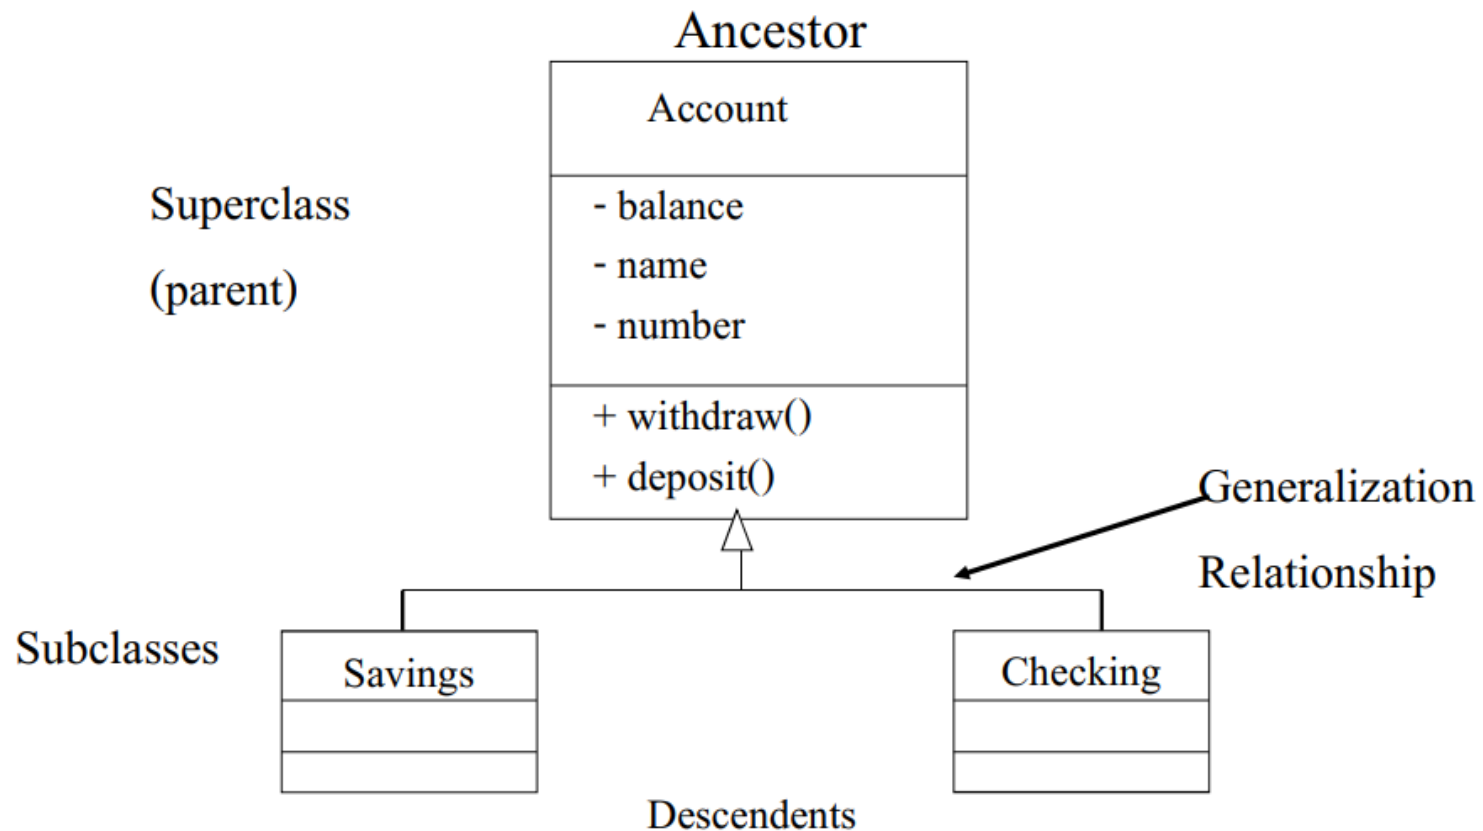 Ancestor
Account
Superclass
(parent)
- balance
- name
- number
+ withdraw()
+ deposit()
Generalization
Relationship
Subclasses
Savings
Checking
Descendents